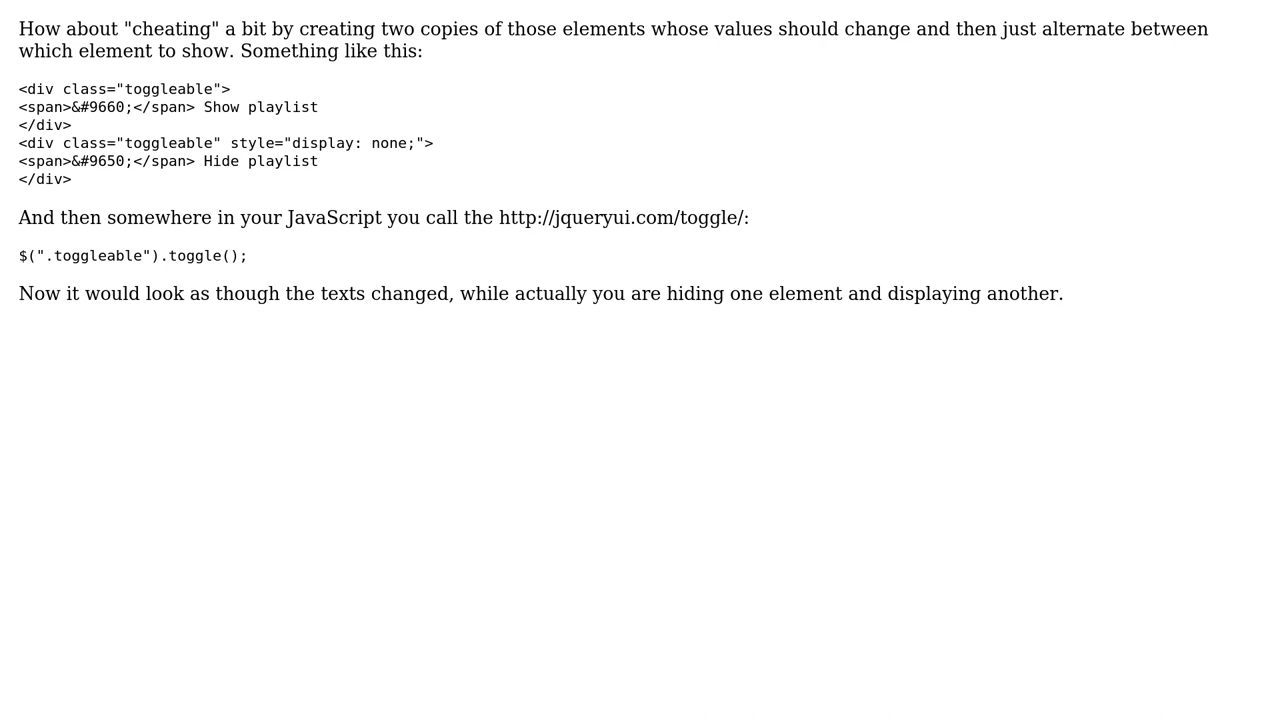 How about "cheating" a bit by creating two copies of those elements whose values should change and then just alternate between
which element to show. Something like this:
<div class="toggleable">
<span>&#9660;</span> Show playlist
</div>
<div class="toggleable" style="display: none;">
<span>&#9650;</span> Hide playlist
</div>
And then somewhere in your JavaScript you call the http://jqueryui.com/toggle/:
$(".toggleable").toggle();
Now it would look as though the texts changed, while actually you are hiding one element and displaying another.